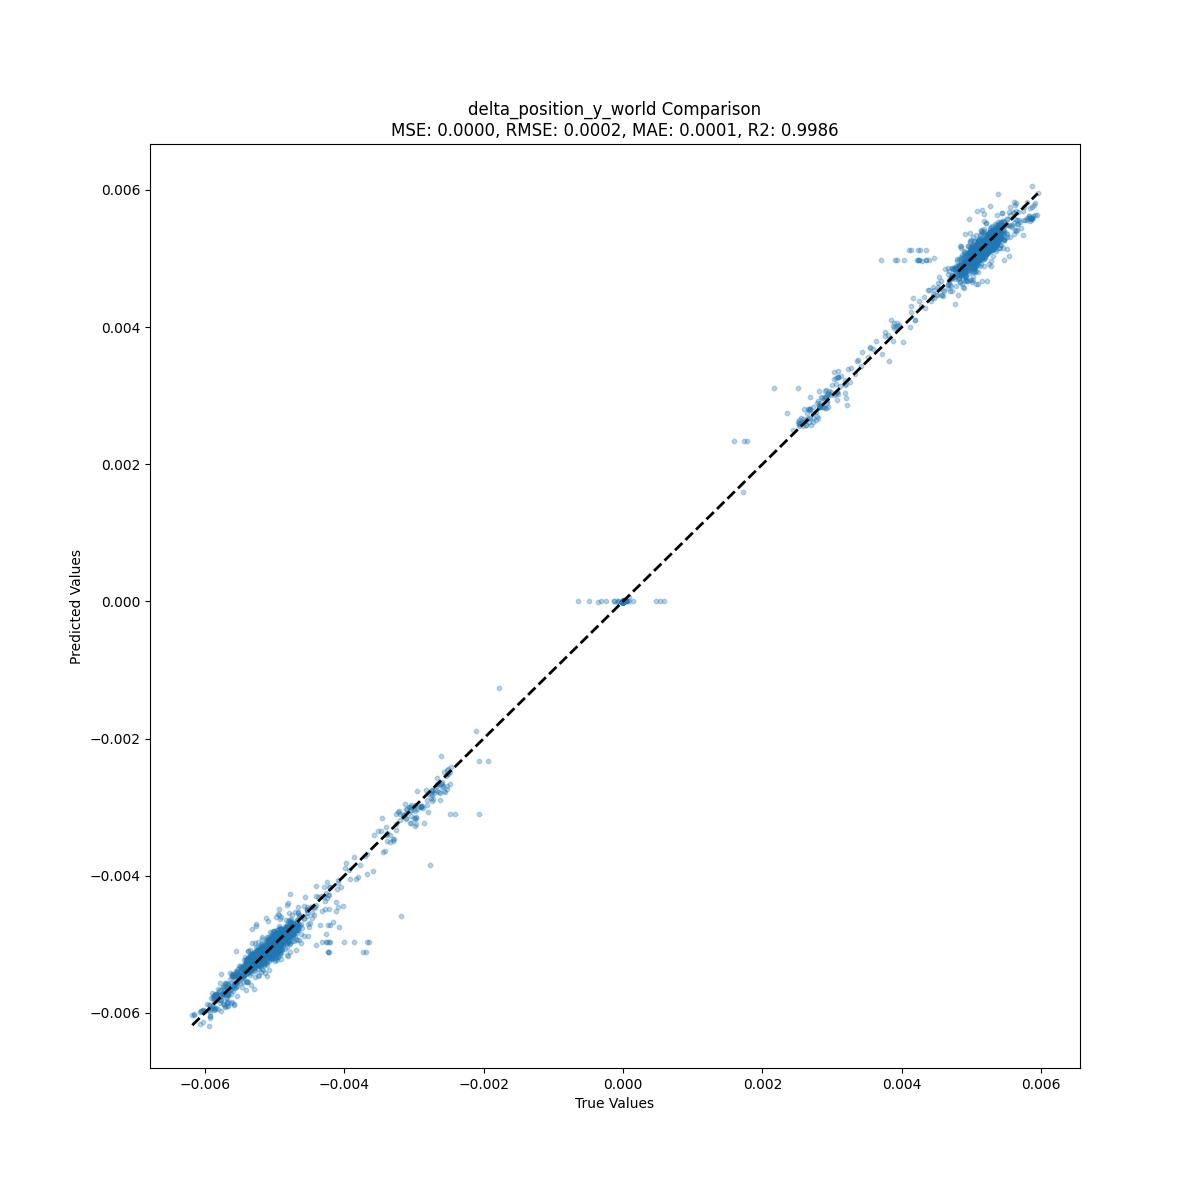 delta_position_y_world Comparison
MSE: 0.0000, RMSE: 0.0002, MAE: 0.0001, R2: 0.9986
Predicted Values
0.006
0.004
0.002
0.000
−0.002
−0.004
−0.006
−0.006 −0.004 −0.002 0.000 0.002 0.004 0.006
True Values